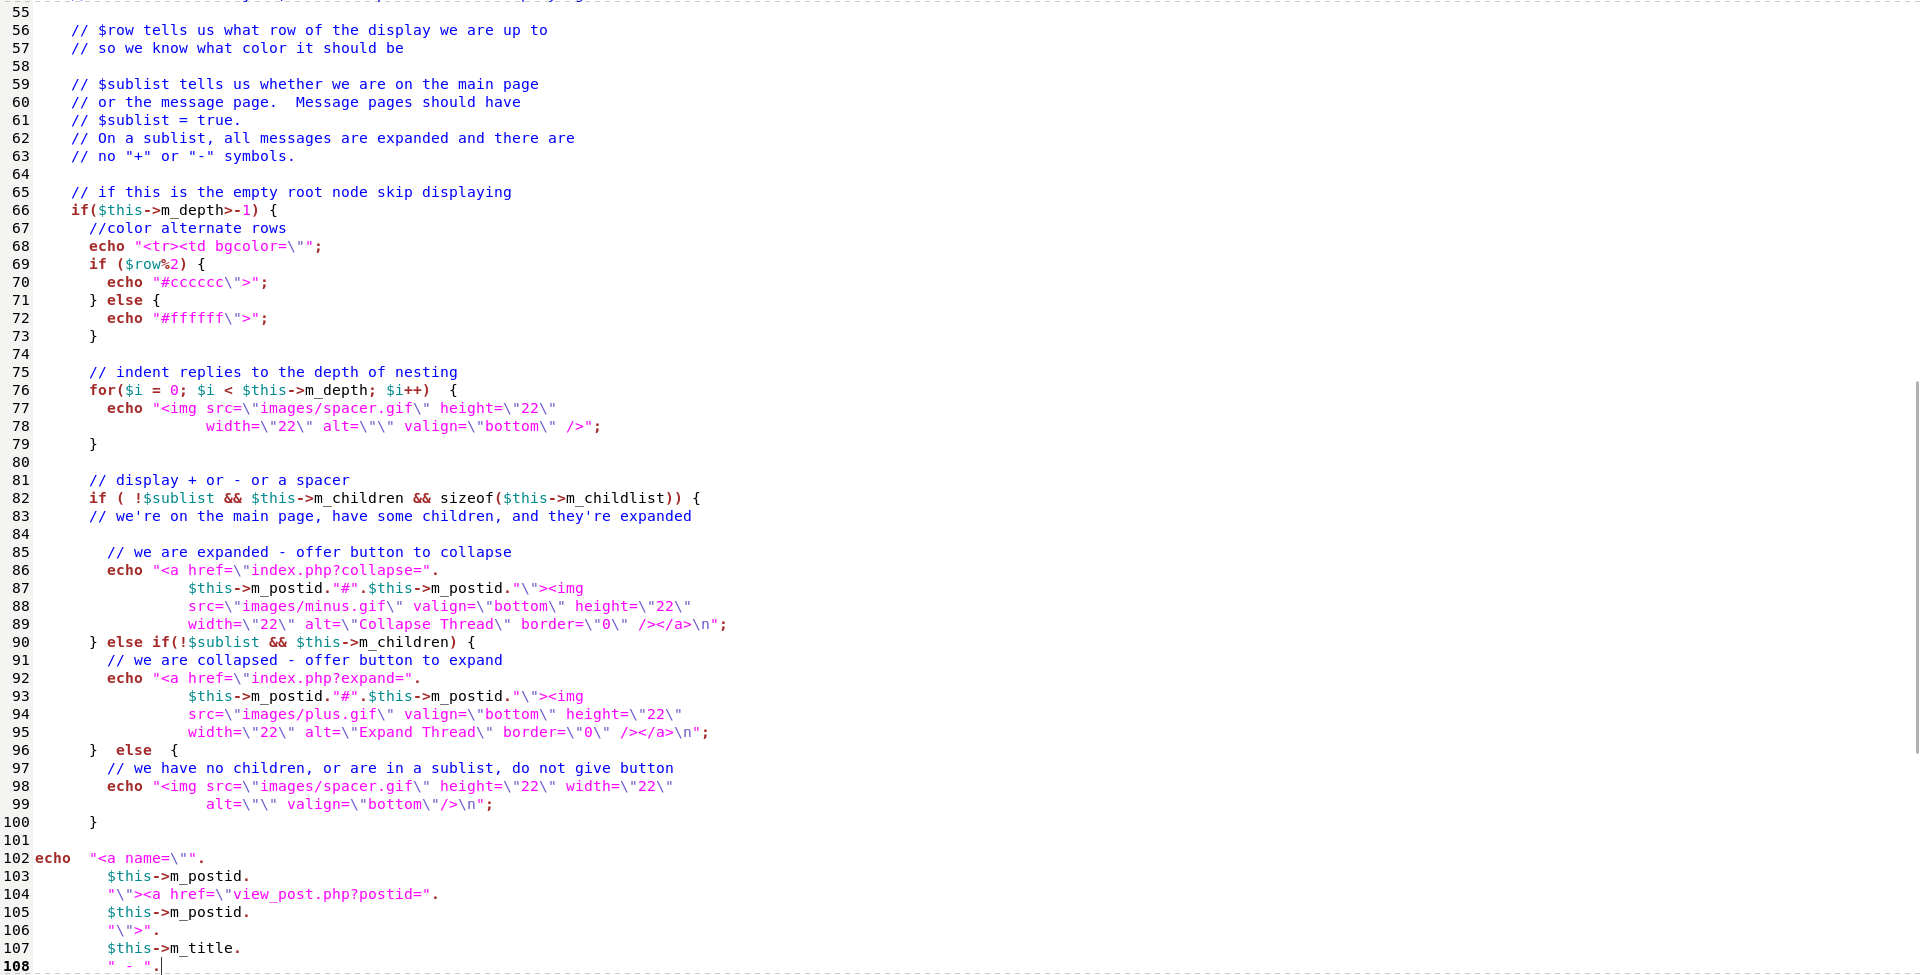 55
56     // $row tells us what row of the display we are up to
57     // so we know what color it should be
58
59     // $sublist tells us whether we are on the main page
60     // or the message page.  Message pages should have
61     // $sublist = true.
62     // On a sublist, all messages are expanded and there are
63     // no "+" or "-" symbols.
64
65     // if this is the empty root node skip displaying
66     if($this->m_depth>-1) {
67       //color alternate rows
68       echo "<tr><td bgcolor=\"";
69       if ($row%2) {
70         echo "#cccccc\">";
71       } else {
72         echo "#ffffff\">";
73       }
74
75       // indent replies to the depth of nesting
76       for($i = 0; $i < $this->m_depth; $i++)  {
77         echo "<img src=\"images/spacer.gif\" height=\"22\"
78                    width=\"22\" alt=\"\" valign=\"bottom\" />";
79       }
80
81       // display + or - or a spacer
82       if ( !$sublist && $this->m_children && sizeof($this->m_childlist)) {
83       // we're on the main page, have some children, and they're expanded
84
85         // we are expanded - offer button to collapse
86         echo "<a href=\"index.php?collapse=".
87                  $this->m_postid."#".$this->m_postid."\"><img
88                  src=\"images/minus.gif\" valign=\"bottom\" height=\"22\"
89                  width=\"22\" alt=\"Collapse Thread\" border=\"0\" /></a>\n";
90       } else if(!$sublist && $this->m_children) {
91         // we are collapsed - offer button to expand
92         echo "<a href=\"index.php?expand=".
93                  $this->m_postid."#".$this->m_postid."\"><img
94                  src=\"images/plus.gif\" valign=\"bottom\" height=\"22\"
95                  width=\"22\" alt=\"Expand Thread\" border=\"0\" /></a>\n";
96       }  else  {
97         // we have no children, or are in a sublist, do not give button
98         echo "<img src=\"images/spacer.gif\" height=\"22\" width=\"22\"
99                    alt=\"\" valign=\"bottom\"/>\n";
100       }
101
102 echo  "<a name=\"".
103         $this->m_postid.
104         "\"><a href=\"view_post.php?postid=".
105         $this->m_postid.
106         "\">".
107         $this->m_title.
108         " - ".